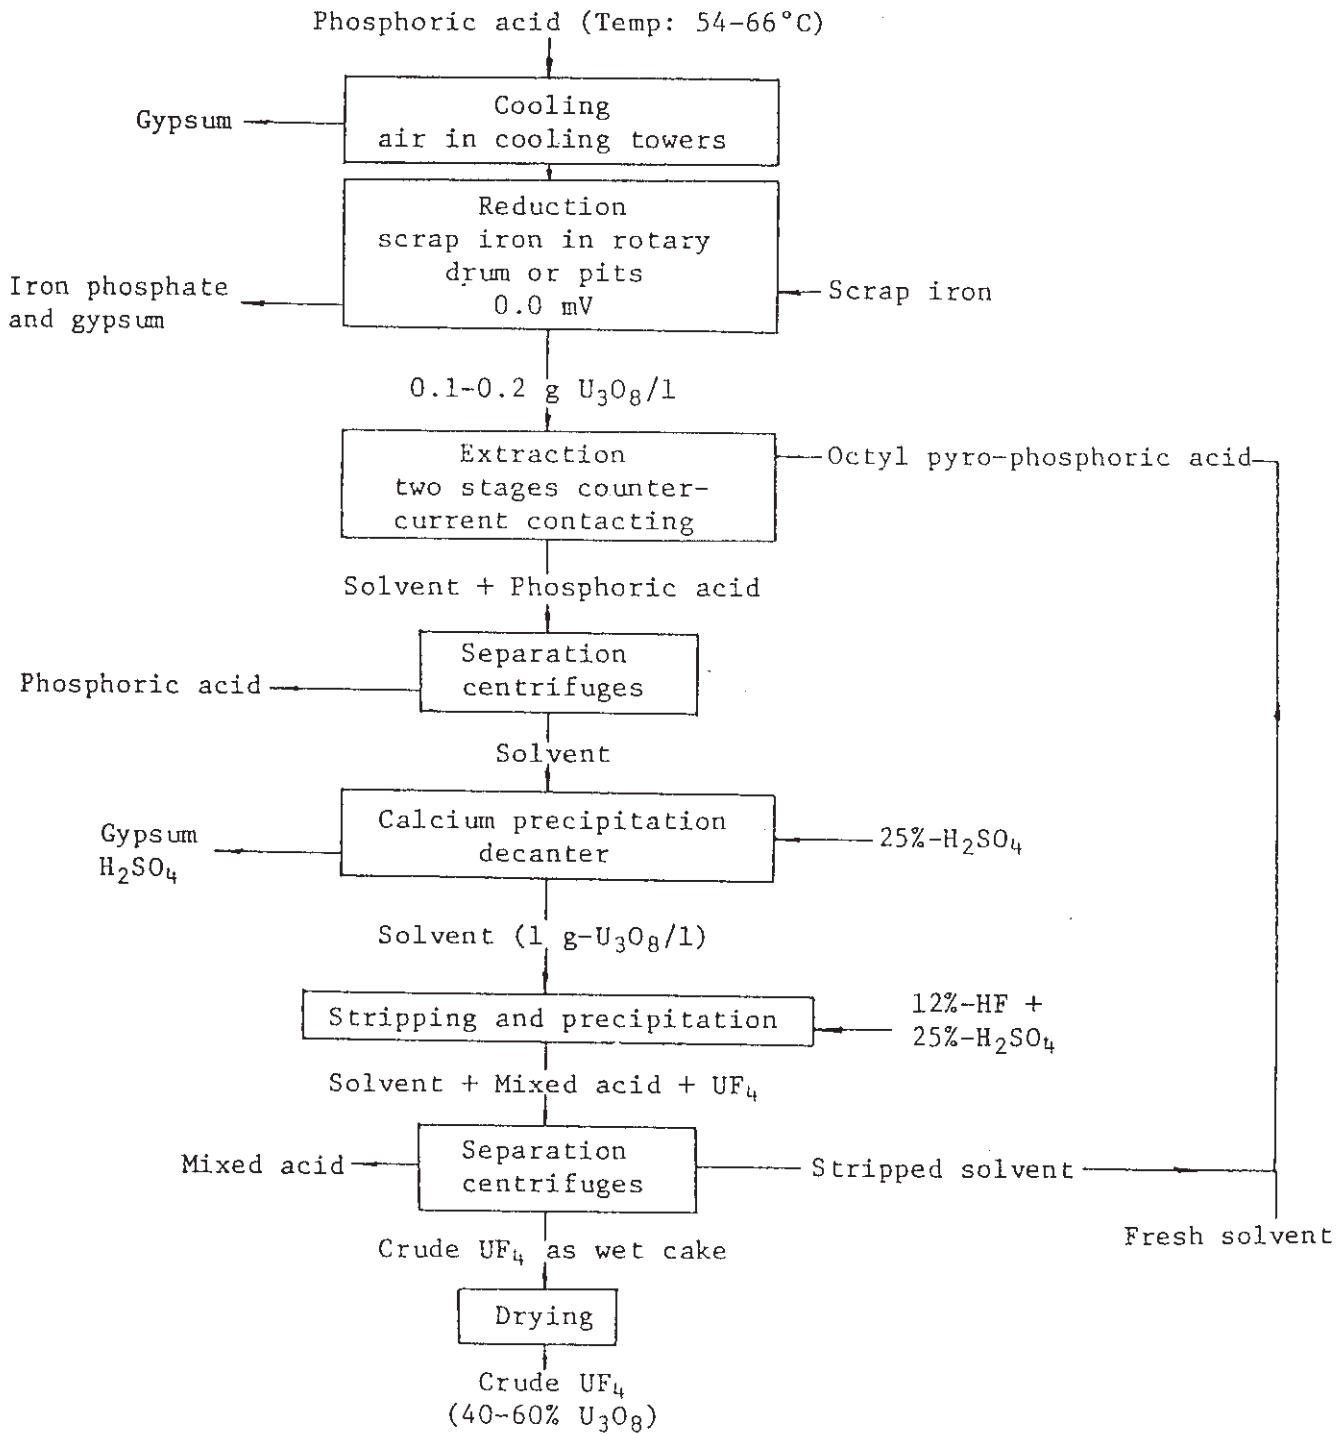 Phosphoric acid (Temp: 54-66°C)
Cooling
air in cooling towers
Gypsum
Reduction
scrap iron in rotary
drum or pits
0.0 mV
Iron phosphate
and gypsum
Scrap iron
0.1-0.2 g U₃O₈/l
Extraction
two stages counter-
current contacting
Octyl pyro-phosphoric acid
Solvent + Phosphoric acid
Separation
centrifuges
Phosphoric acid
Solvent
Calcium precipitation
decanter
Gypsum
H₂SO₄
25%-H₂SO₄
Solvent (1 g-U₃O₈/l)
Stripping and precipitation
12%-HF +
25%-H₂SO₄
Solvent + Mixed acid + UF₄
Separation
centrifuges
Mixed acid
Stripped solvent
Fresh solvent
Crude UF₄ as wet cake
Drying
Crude UF₄
(40-60% U₃O₈)